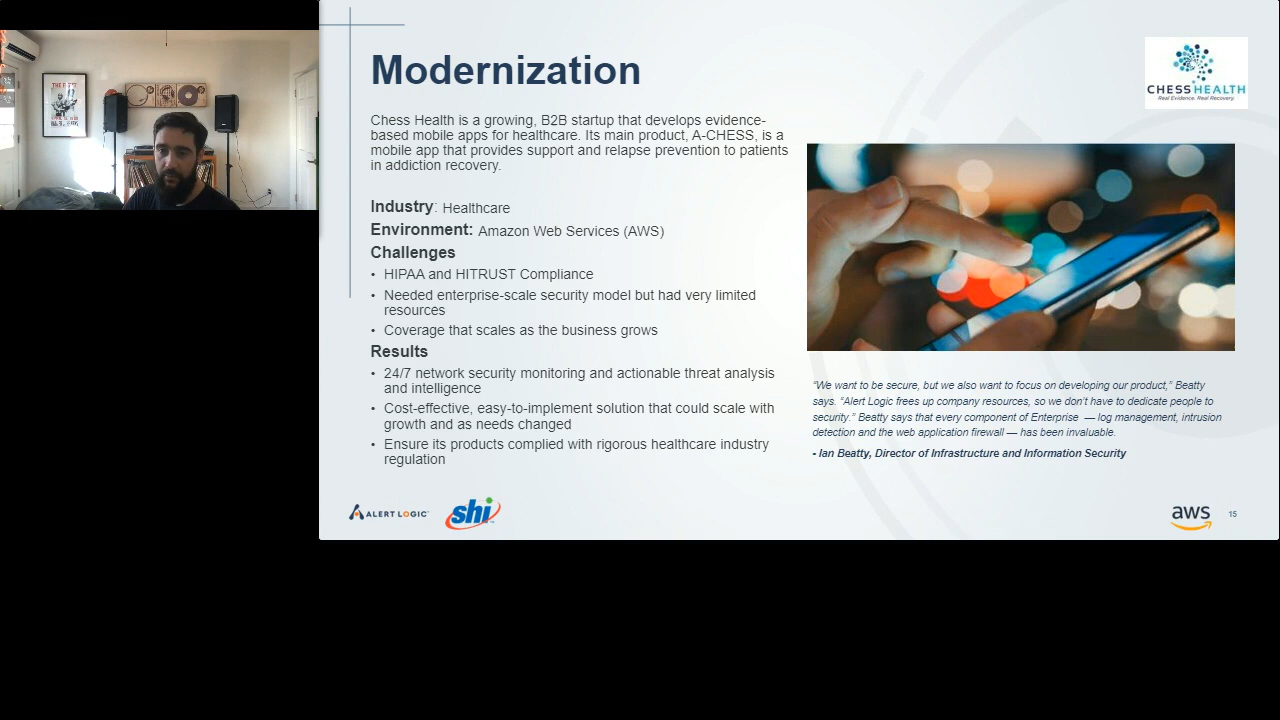 Modernization
CHESS HEALTH
Real Evidence. Real Recovery.
Chess Health is a growing, B2B startup that develops evidence-
based mobile apps for healthcare. Its main product, A-CHESS, is a
mobile app that provides support and relapse prevention to patients
in addiction recovery.
Industry: Healthcare
Environment: Amazon Web Services (AWS)
Challenges
• HIPAA and HITRUST Compliance
• Needed enterprise-scale security model but had very limited
resources
• Coverage that scales as the business grows
Results
• 24/7 network security monitoring and actionable threat analysis
and intelligence
• Cost-effective, easy-to-implement solution that could scale with
growth and as needs changed
• Ensure its products complied with rigorous healthcare industry
regulation
“We want to be secure, but we also want to focus on developing our product,” Beatty
says. “Alert Logic frees up company resources, so we don’t have to dedicate people to
security.” Beatty says that every component of Enterprise — log management, intrusion
detection and the web application firewall — has been invaluable.
- Ian Beatty, Director of Infrastructure and Information Security
ALERT LOGIC
shi
aws
15